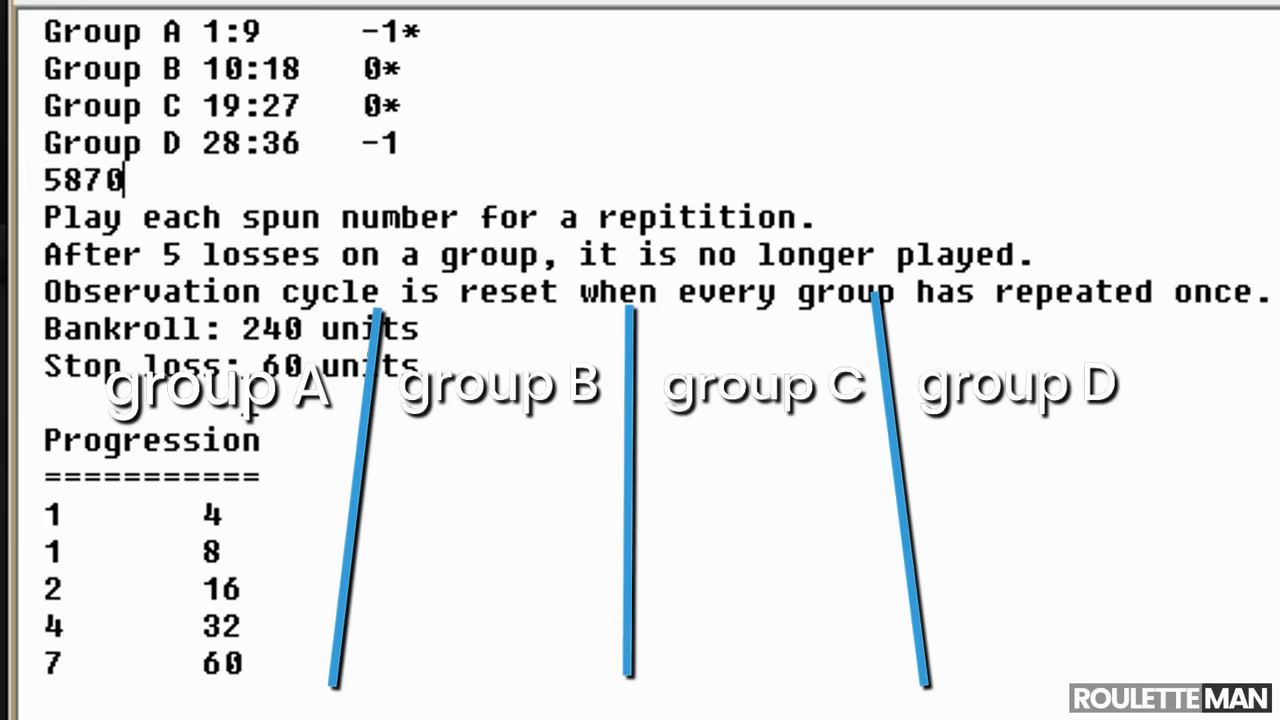 Group A 1:9 -1*
Group B 10:18 0*
Group C 19:27 0*
Group D 28:36 -1
5870
Play each spun number for a repitition.
After 5 losses on a group, it is no longer played.
Observation cycle is reset when every group has repeated once.
Bankroll: 240 units
Stop loss: 60 units
group A group B group C group D
Progression
===========
1 4
1 8
2 16
4 32
7 60
ROULETTEMAN